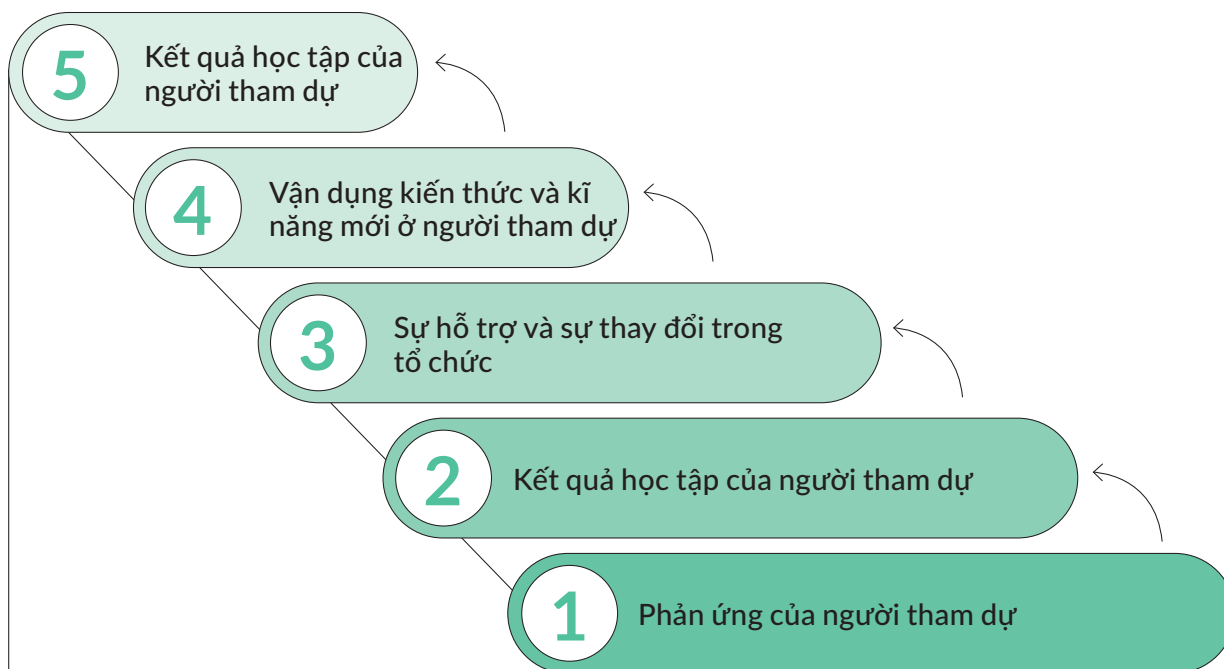 5
Kết quả học tập của
người tham dự
4
Vận dụng kiến thức và kĩ
năng mới ở người tham dự
3
Sự hỗ trợ và sự thay đổi trong
tổ chức
2
Kết quả học tập của người tham dự
1
Phản ứng của người tham dự